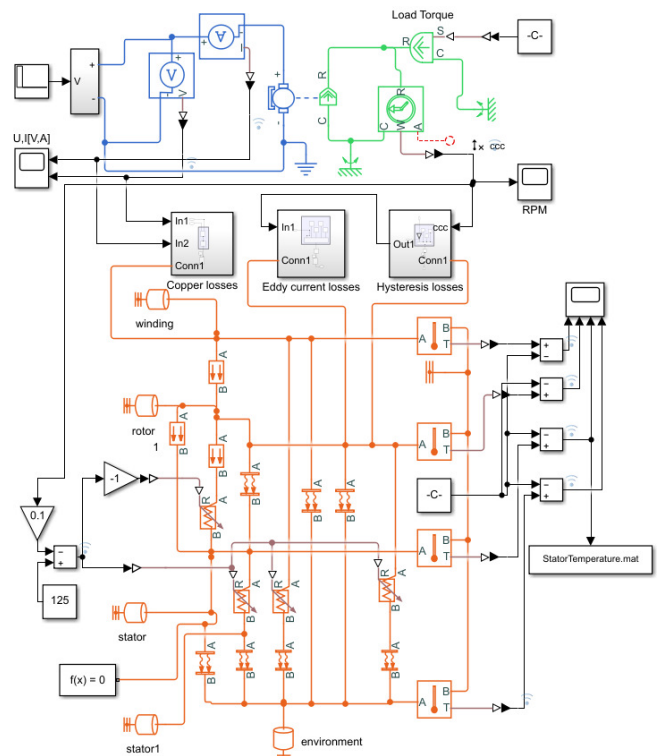 Load Torque
-C-
S
R
C
A
+
-
I
+
-
V
+
-
V
+
-
V
R
C
R
C
W
A
U,I[V,A]
ccc
RPM
In1
In2
Conn1
Copper losses
In1
Conn1
Eddy current losses
ccc
Out1
Conn1
Hysteresis losses
winding
A
B
T
A
B
rotor
1
A
B
A
B
A
B
T
-1
R
A
B
A
B
A
B
A
B
-C-
0.1
125
A
B
T
R
A
B
R
A
B
R
A
B
StatorTemperature.mat
stator
f(x) = 0
A
B
A
B
A
B
A
B
A
B
T
stator1
environment